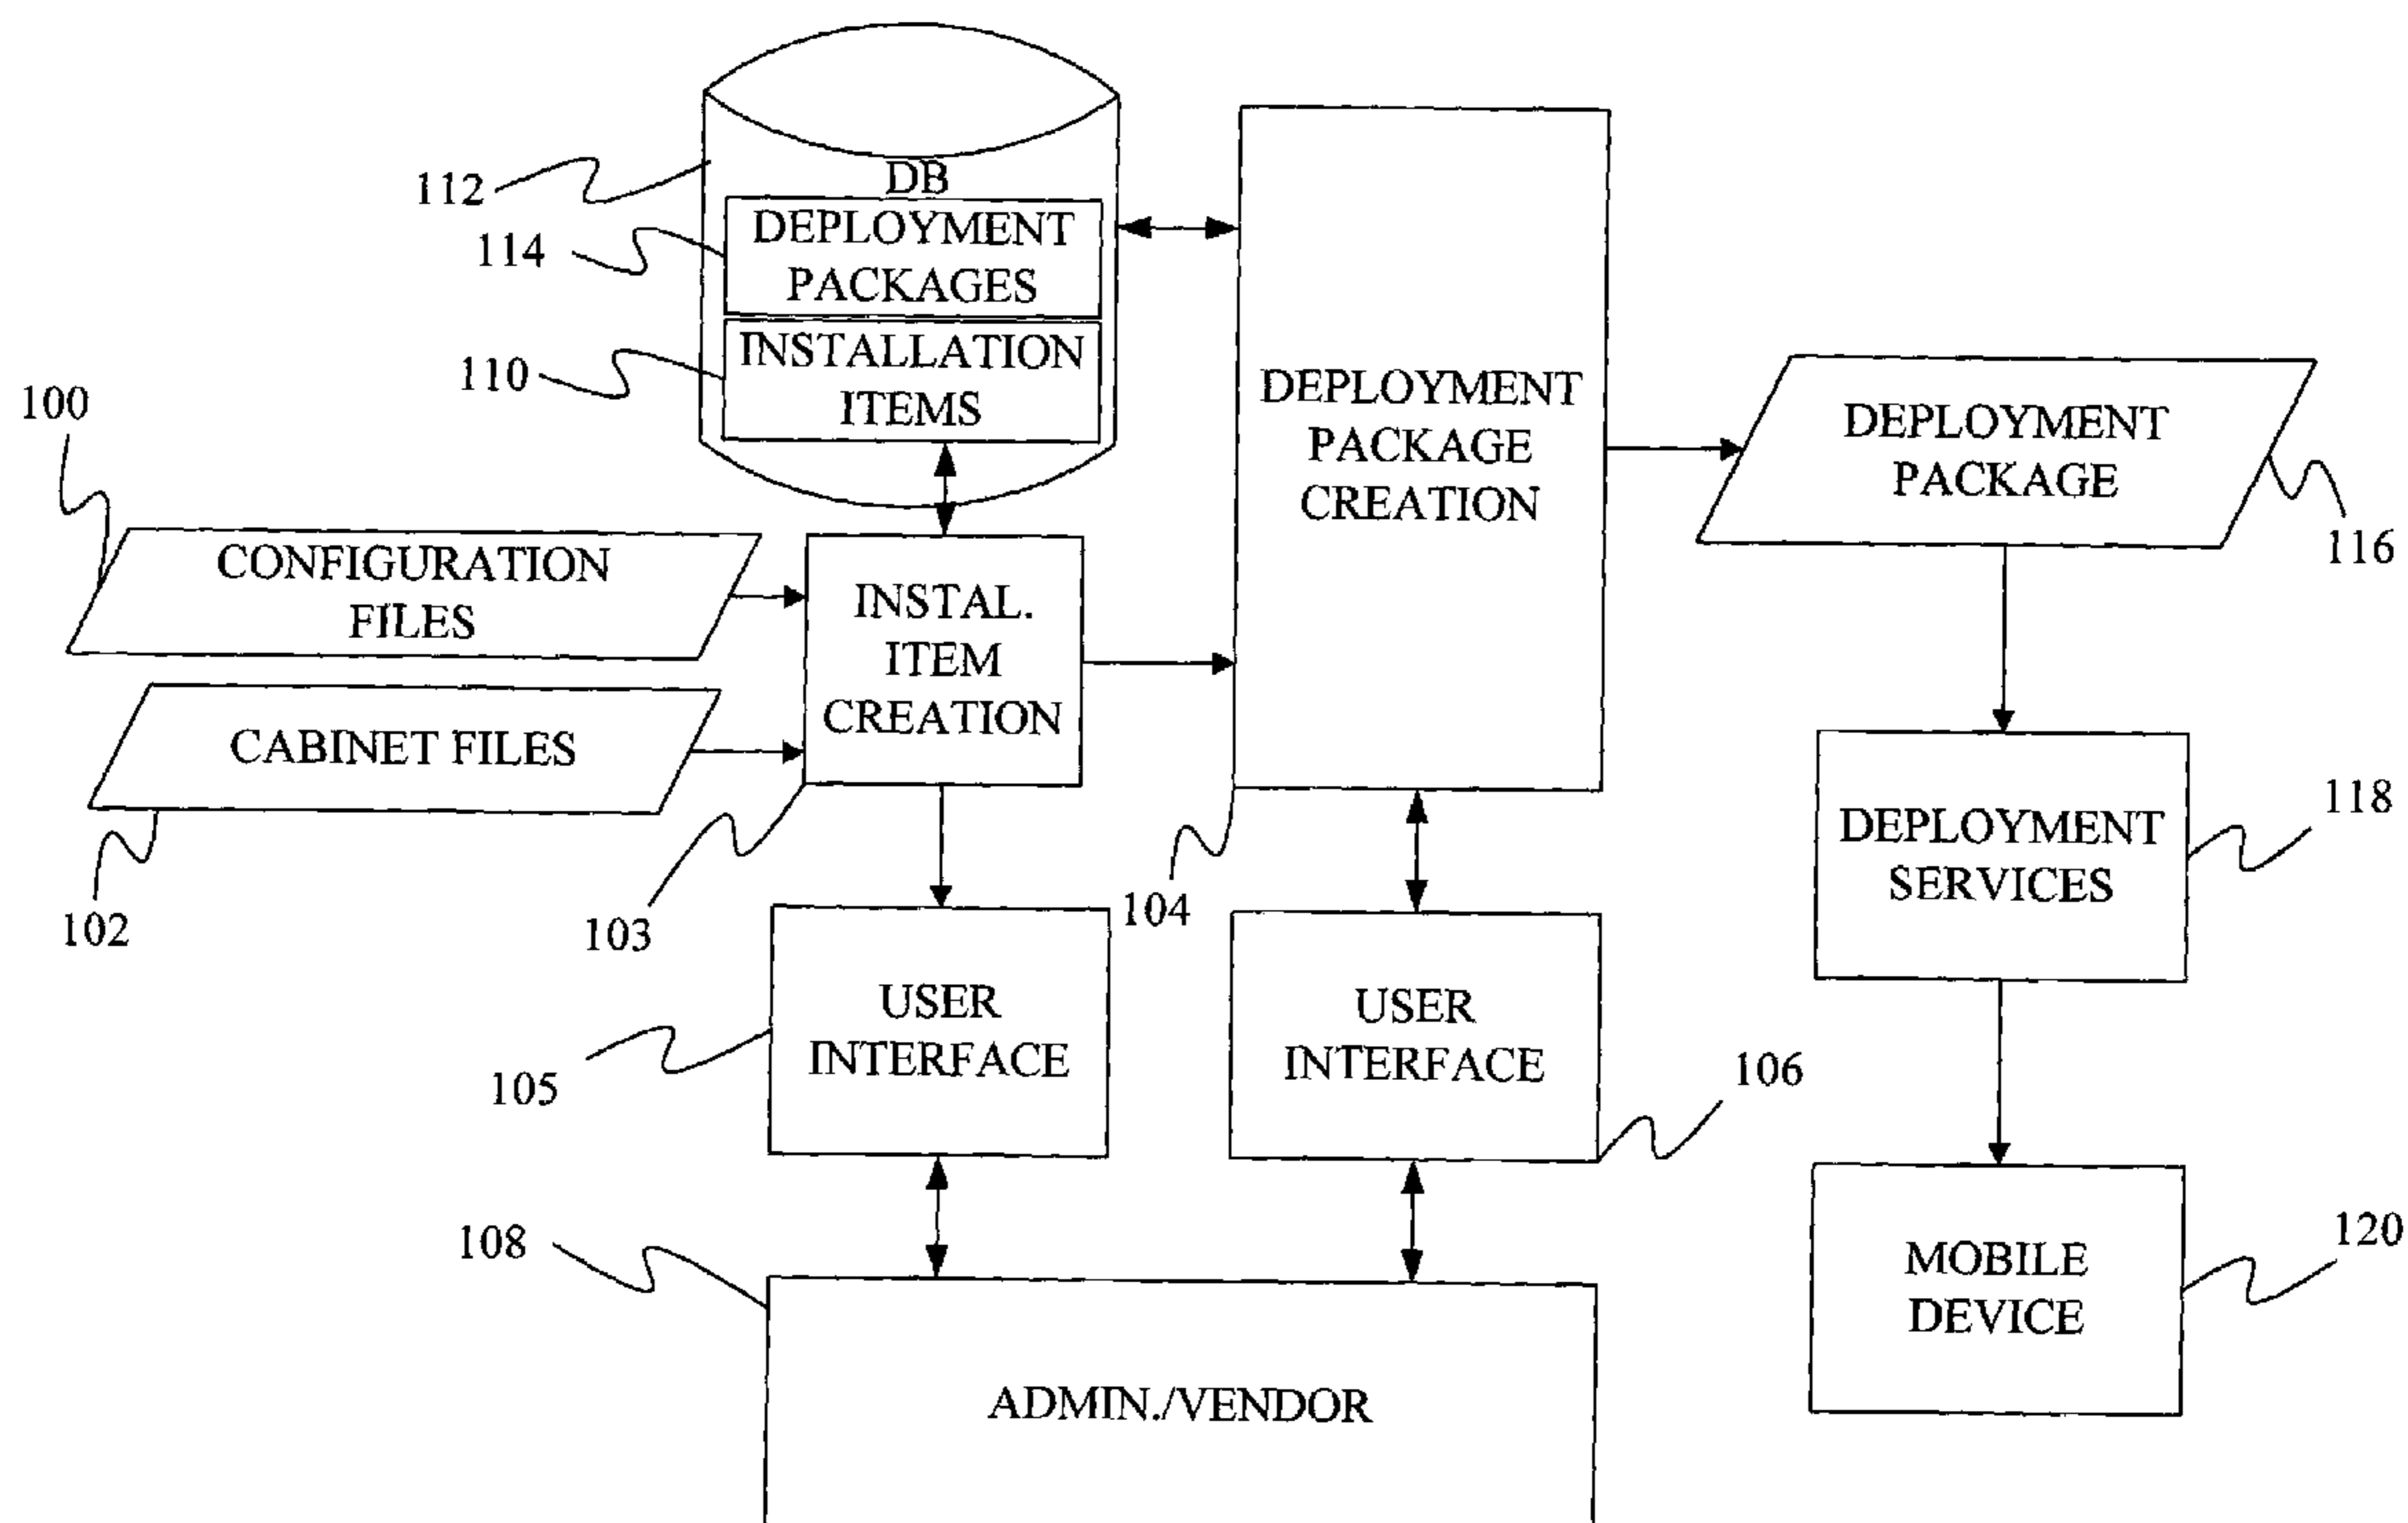 DB
112
DEPLOYMENT
PACKAGES
114
INSTALLATION
ITEMS
110
DEPLOYMENT
PACKAGE
CREATION
DEPLOYMENT
PACKAGE
116
100
CONFIGURATION
FILES
INSTAL.
ITEM
CREATION
CABINET FILES
102
103
104
DEPLOYMENT
SERVICES
118
USER
INTERFACE
105
USER
INTERFACE
106
108
ADMIN./VENDOR
MOBILE
DEVICE
120